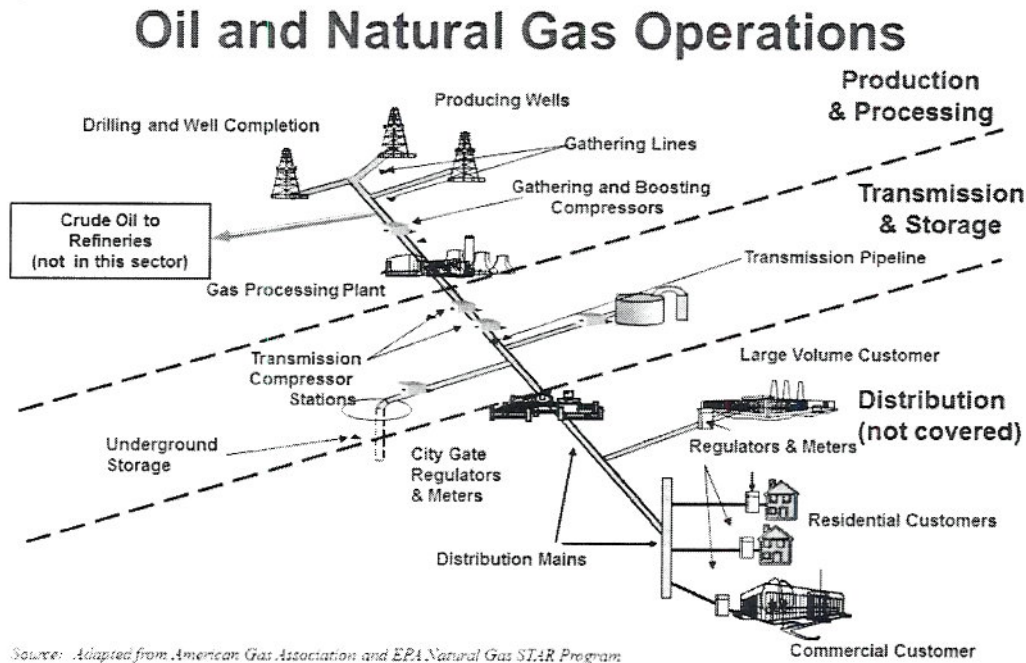 Oil and Natural Gas Operations
Production
& Processing
Producing Wells
Drilling and Well Completion
Gathering Lines
Gathering and Boosting
Compressors
Transmission
& Storage
Crude Oil to
Refineries
(not in this sector)
Transmission Pipeline
Gas Processing Plant
Transmission
Compressor
Stations
Large Volume Customer
Distribution
(not covered)
Underground
Storage
City Gate
Regulators
& Meters
Regulators & Meters
Residential Customers
Distribution Mains
Commercial Customer
Source: Adapted from American Gas Association and EPA Natural Gas STAR Program